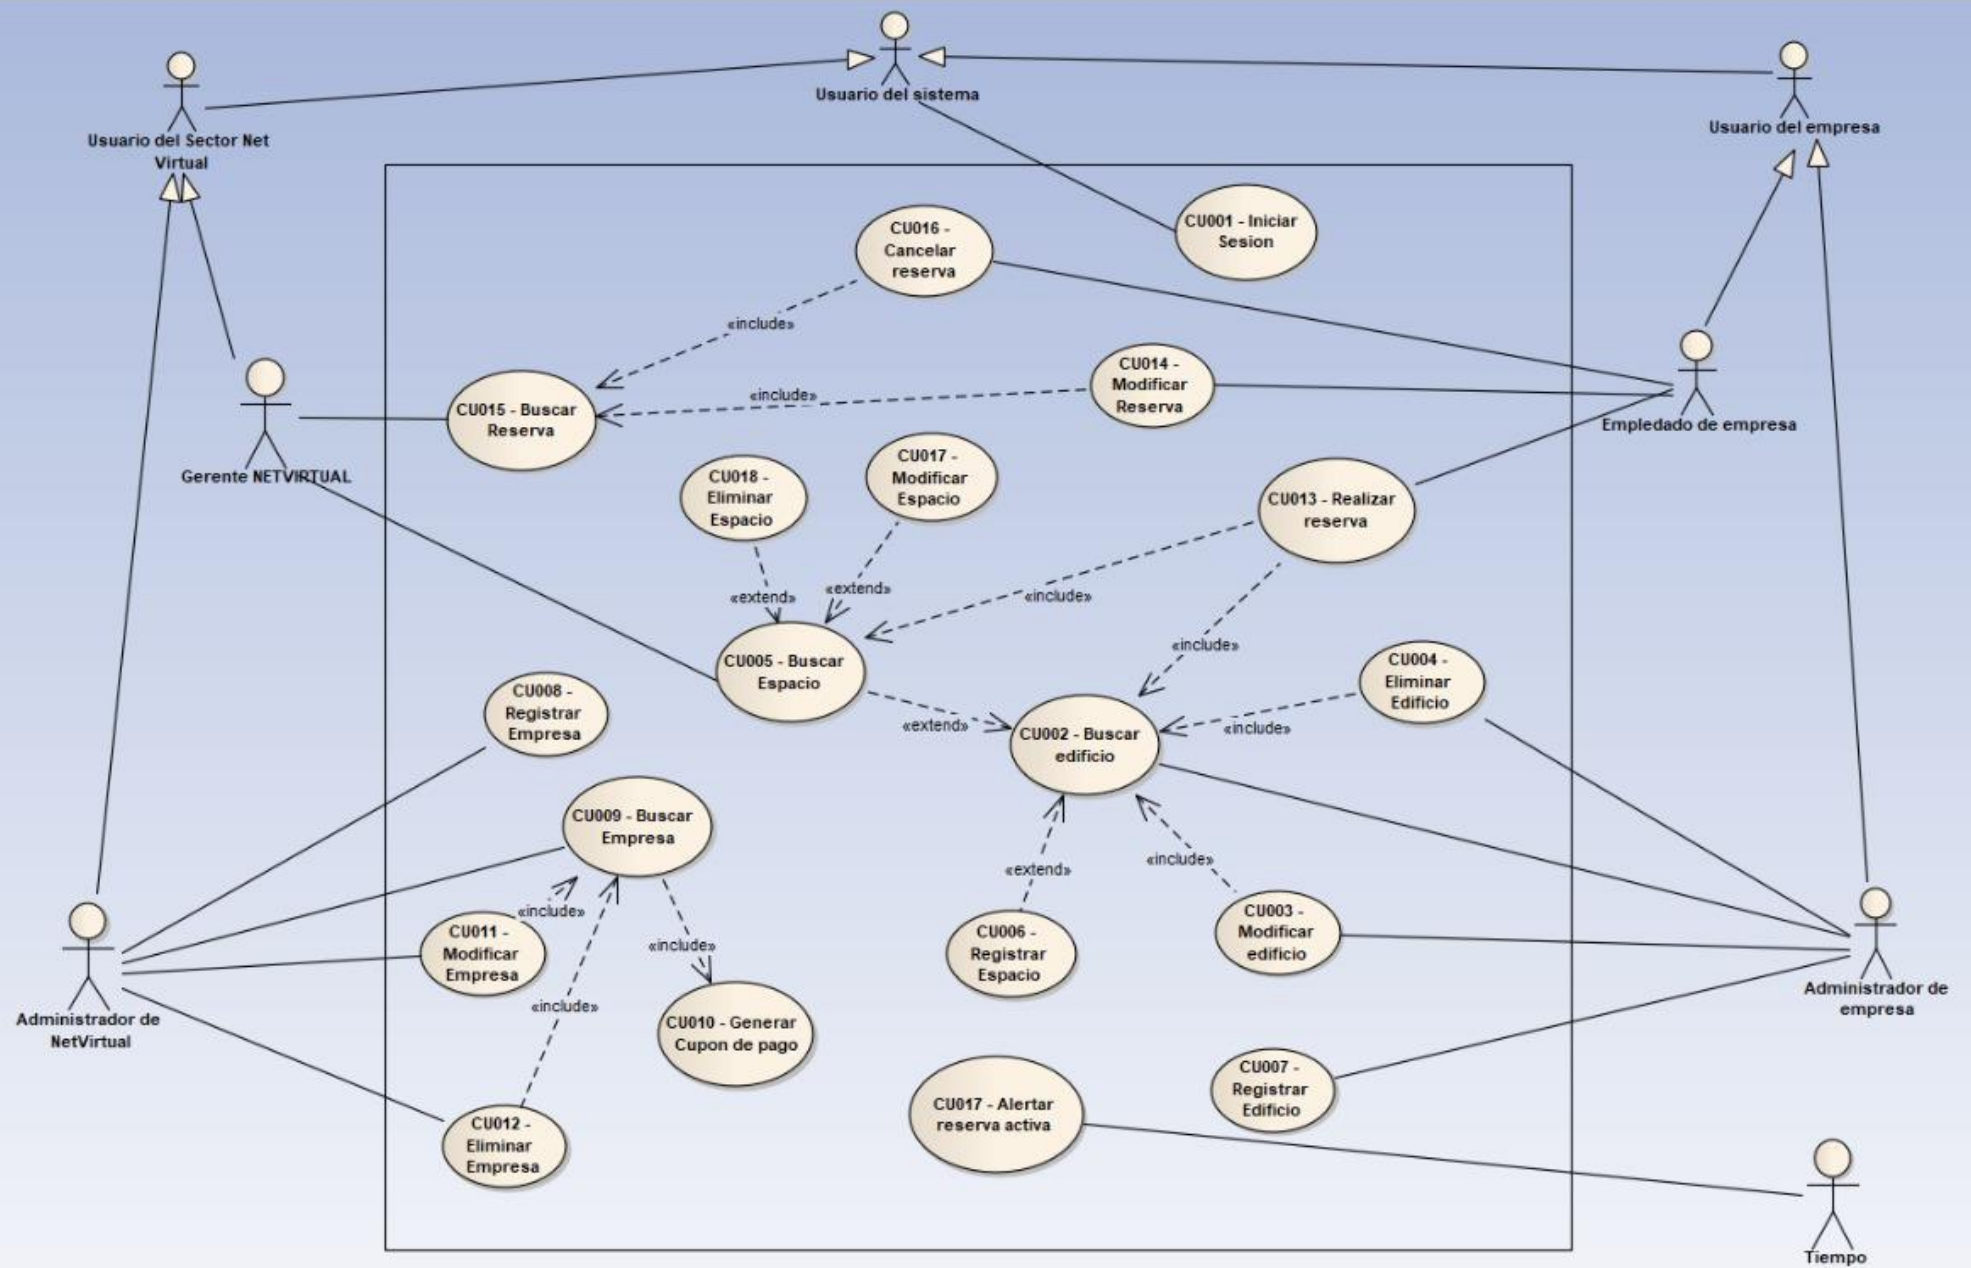 Usuario del sistema
Usuario del empresa
Usuario del Sector Net
Virtual
CU001 - Iniciar
Sesion
CU016 -
Cancelar
reserva
«include»
CU014 -
Modificar
Reserva
«include»
CU015 - Buscar
Reserva
Empledado de empresa
Gerente NETVIRTUAL
CU018 -
Eliminar
Espacio
CU017 -
Modificar
Espacio
CU013 - Realizar
reserva
«extend»
«extend»
«include»
«include»
CU005 - Buscar
Espacio
CU004 -
Eliminar
Edificio
CU008 -
Registrar
Empresa
«extend»
CU002 - Buscar
edificio
«include»
CU009 - Buscar
Empresa
«extend»
«include»
«include»
CU011 -
Modificar
Empresa
«include»
CU006 -
Registrar
Espacio
CU003 -
Modificar
edificio
Administrador de
NetVirtual
«include»
CU010 - Generar
Cupon de pago
Administrador de
empresa
CU007 -
Registrar
Edificio
CU017 - Alertar
reserva activa
CU012 -
Eliminar
Empresa
Tiempo